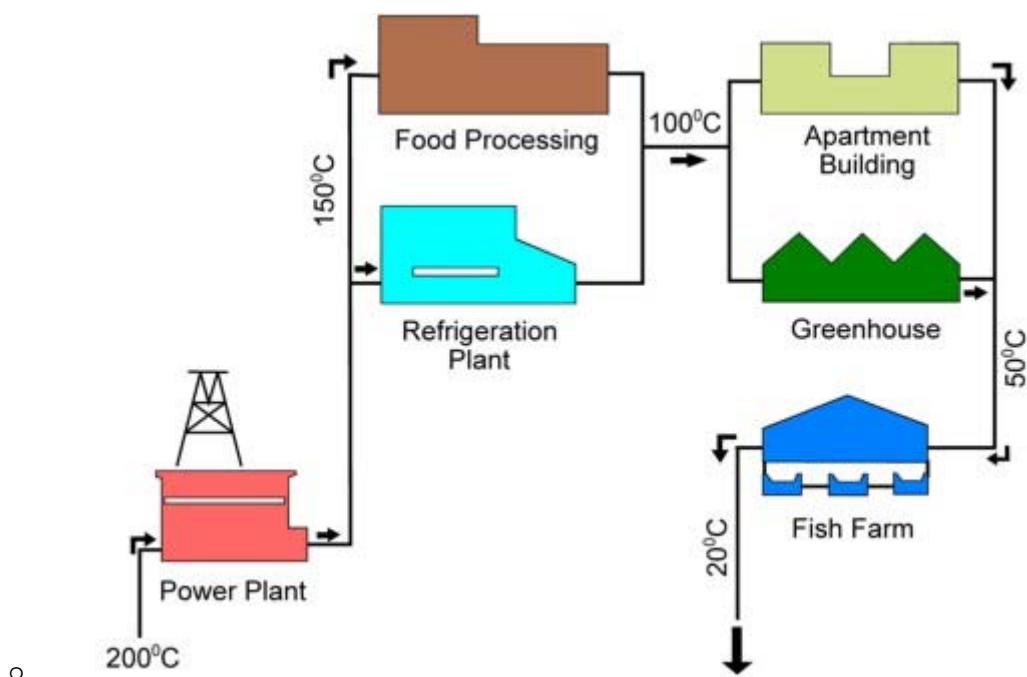 Food Processing
100⁰C
Apartment
Building
150⁰C
Refrigeration
Plant
Greenhouse
50⁰C
Fish Farm
20⁰C
Power Plant
200⁰C